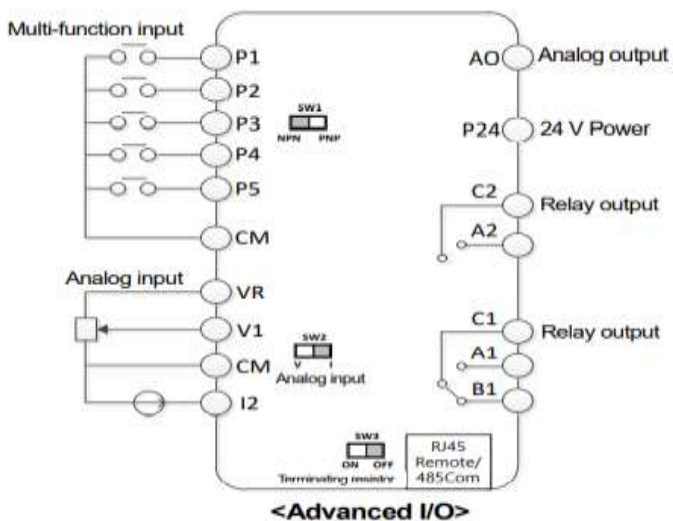 Multi-function input
P1
P2
P3
P4
P5
CM
SW1
NPN PNP
Analog input
VR
V1
CM
I2
SW2
V I
Analog input
SW3
ON OFF
Terminating resistor
RJ45
Remote/
485Com
AO Analog output
P24 24 V Power
C2 Relay output
A2
C1 Relay output
A1
B1
<Advanced I/O>